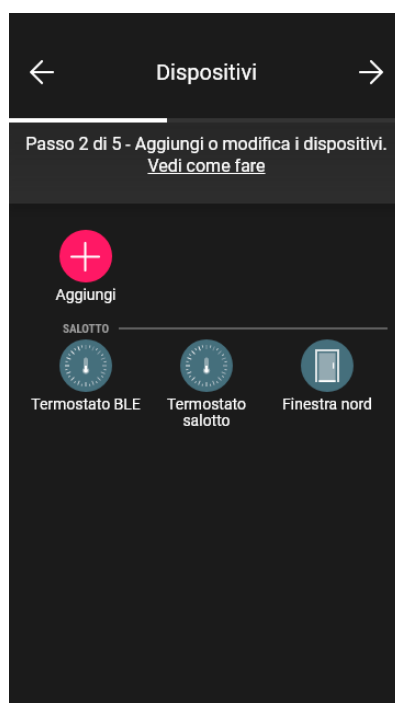 Dispositivi
Passo 2 di 5 - Aggiungi o modifica i dispositivi.
Vedi come fare
Aggiungi
SALOTTO
Termostato BLE
Termostato
salotto
Finestra nord